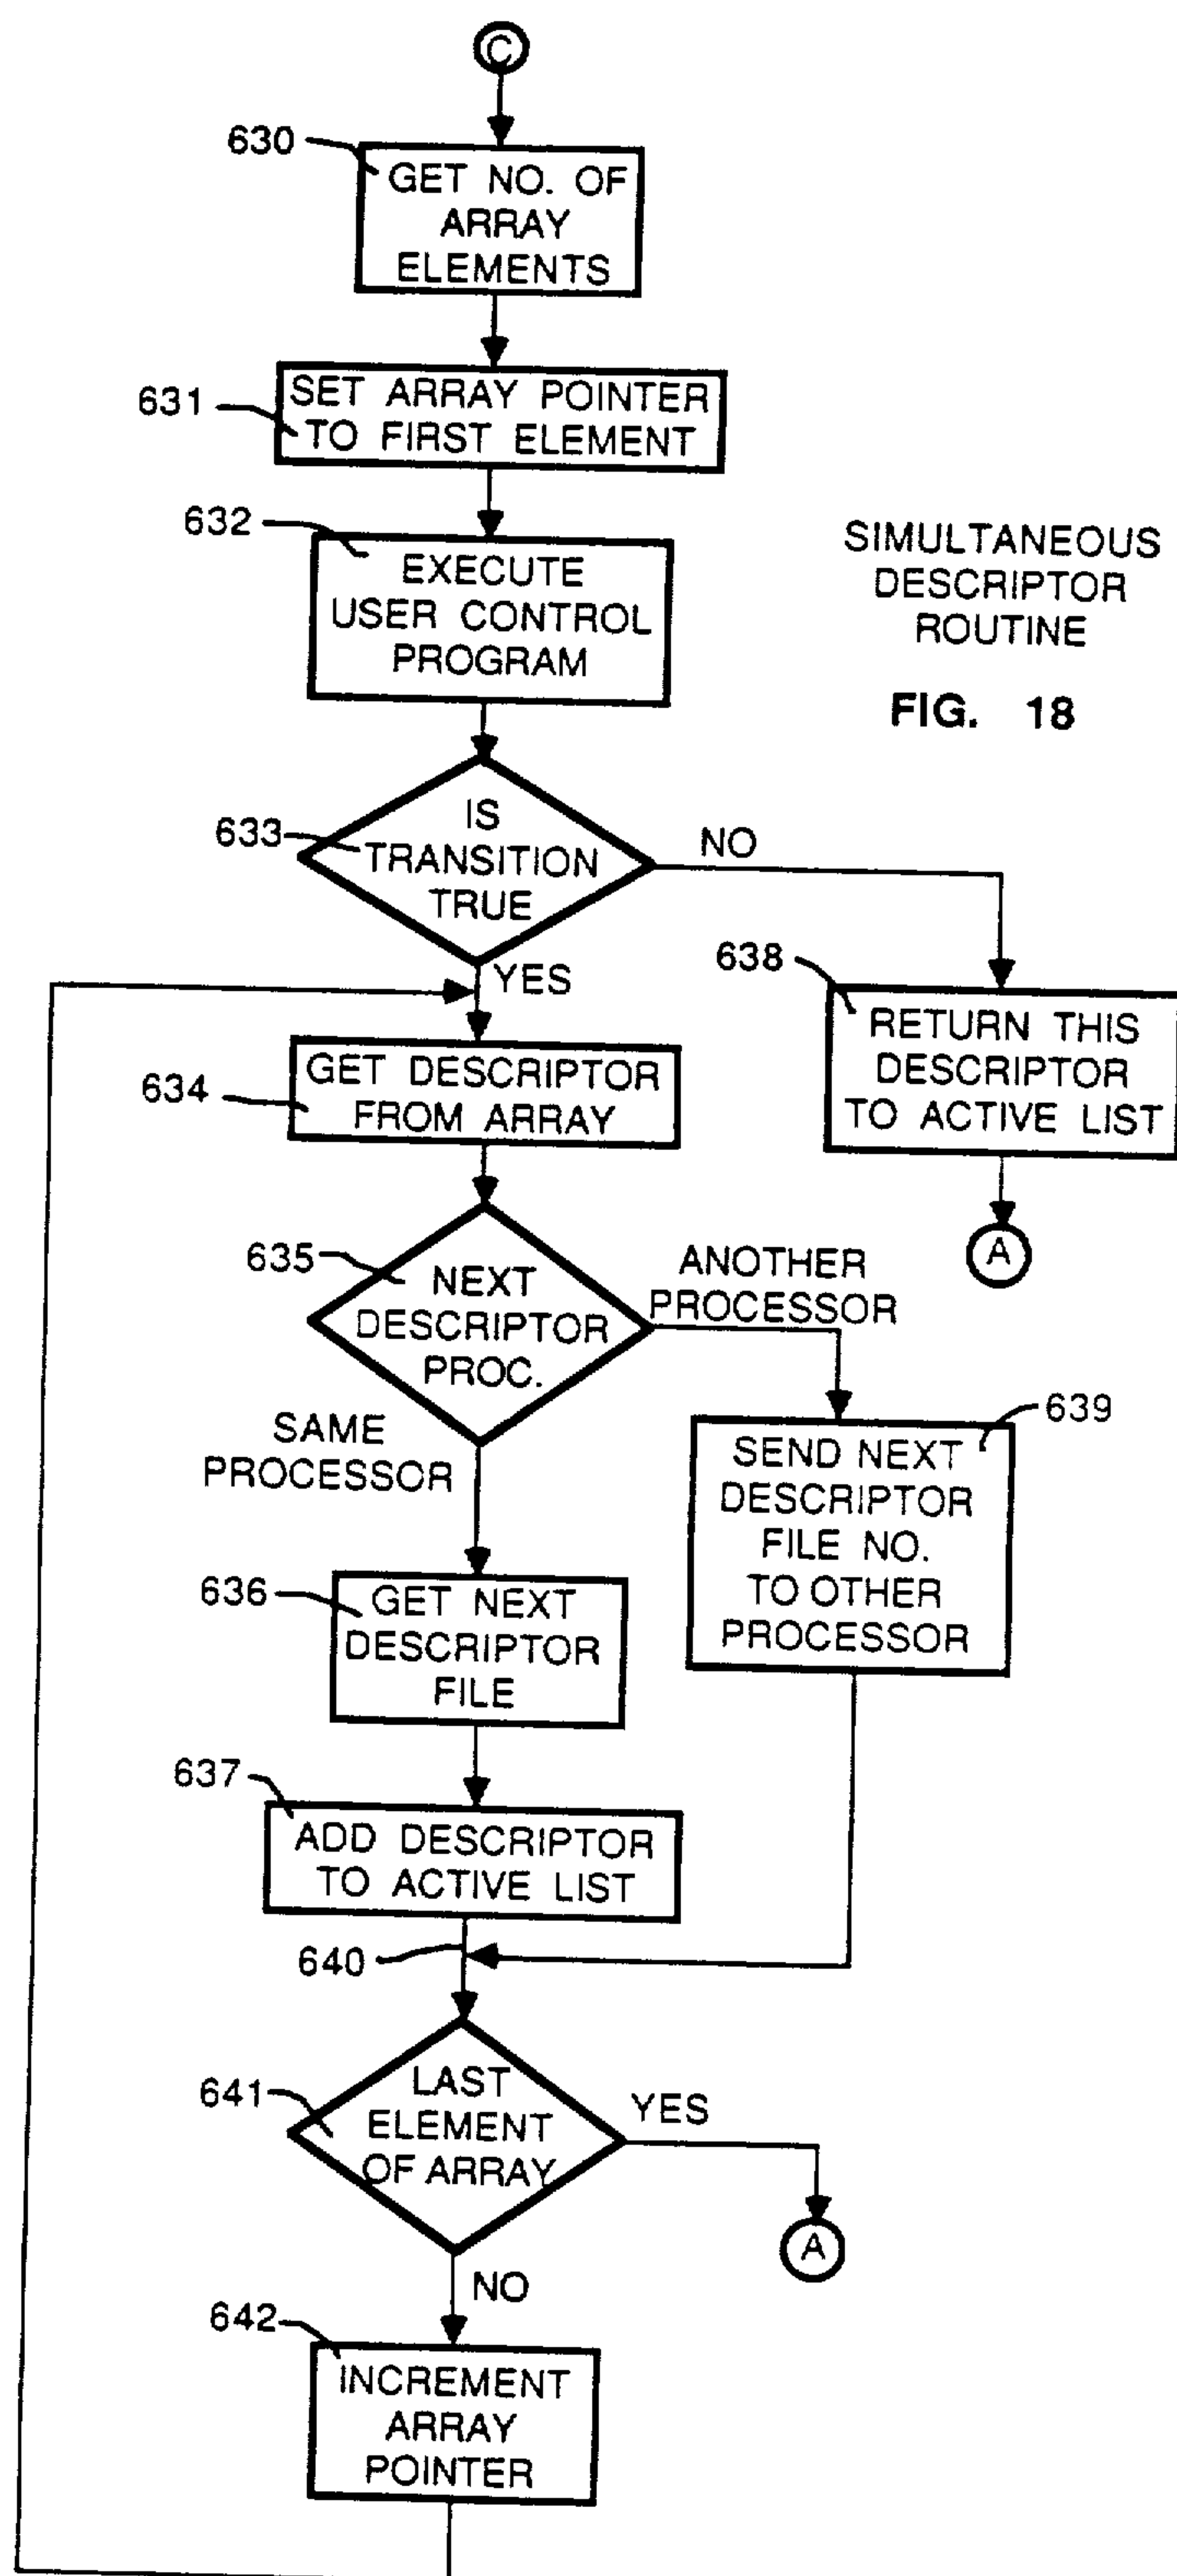 C
630
GET NO. OF
ARRAY
ELEMENTS
631
SET ARRAY POINTER
TO FIRST ELEMENT
632
EXECUTE
USER CONTROL
PROGRAM
SIMULTANEOUS
DESCRIPTOR
ROUTINE
FIG. 18
633
IS
TRANSITION
TRUE
NO
YES
638
RETURN THIS
DESCRIPTOR
TO ACTIVE LIST
A
634
GET DESCRIPTOR
FROM ARRAY
635
NEXT
DESCRIPTOR
PROC.
ANOTHER
PROCESSOR
SAME
PROCESSOR
639
SEND NEXT
DESCRIPTOR
FILE NO.
TO OTHER
PROCESSOR
636
GET NEXT
DESCRIPTOR
FILE
637
ADD DESCRIPTOR
TO ACTIVE LIST
640
641
LAST
ELEMENT
OF ARRAY
YES
A
NO
642
INCREMENT
ARRAY
POINTER